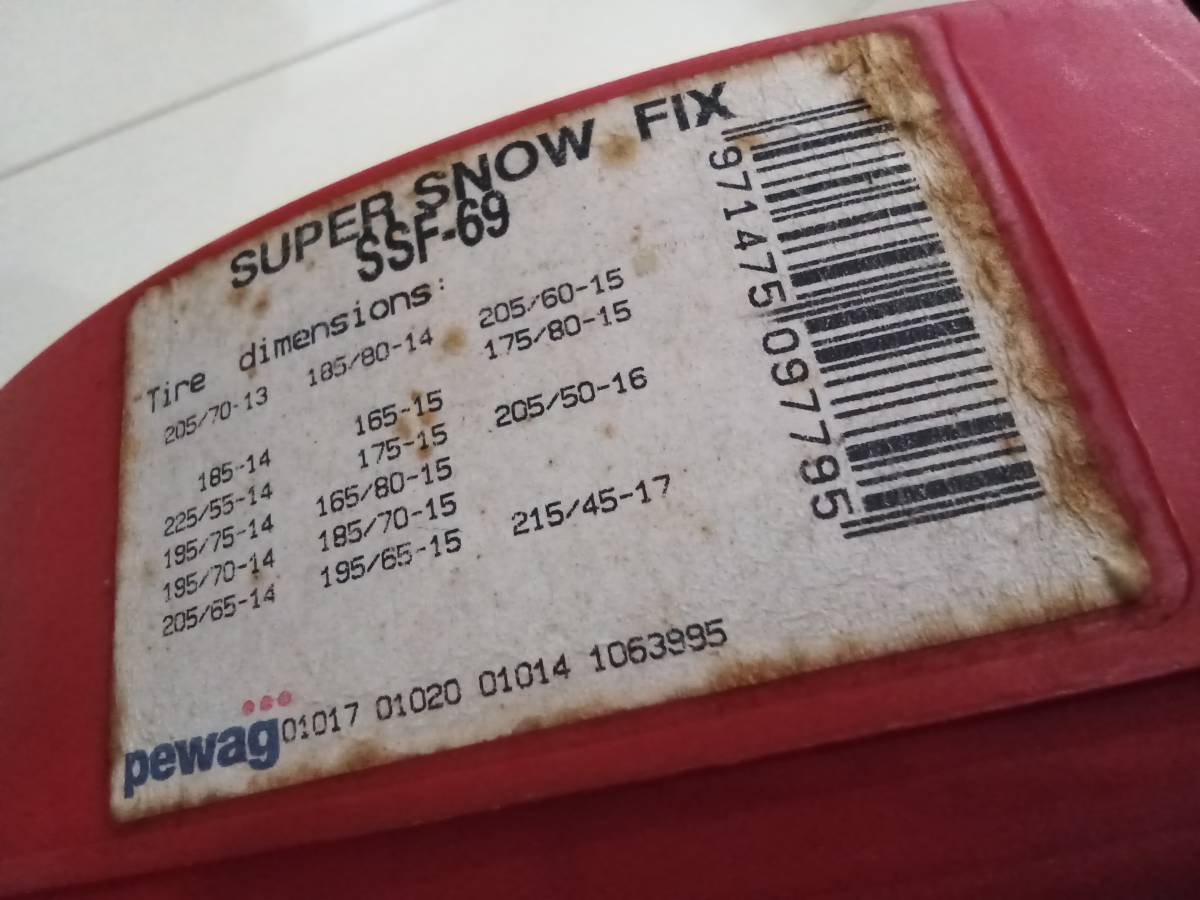 SUPER SNOW FIX
SSF-69
Tire dimensions:
205/70-13 185/80-14 205/60-15
175/80-15
185-14 165-15
225/55-14 175-15 205/50-16
195/75-14 165/80-15
195/70-14 185/70-15
205/65-14 195/65-15 215/45-17
pewag 01017 01020 01014 1063995
971475 097795